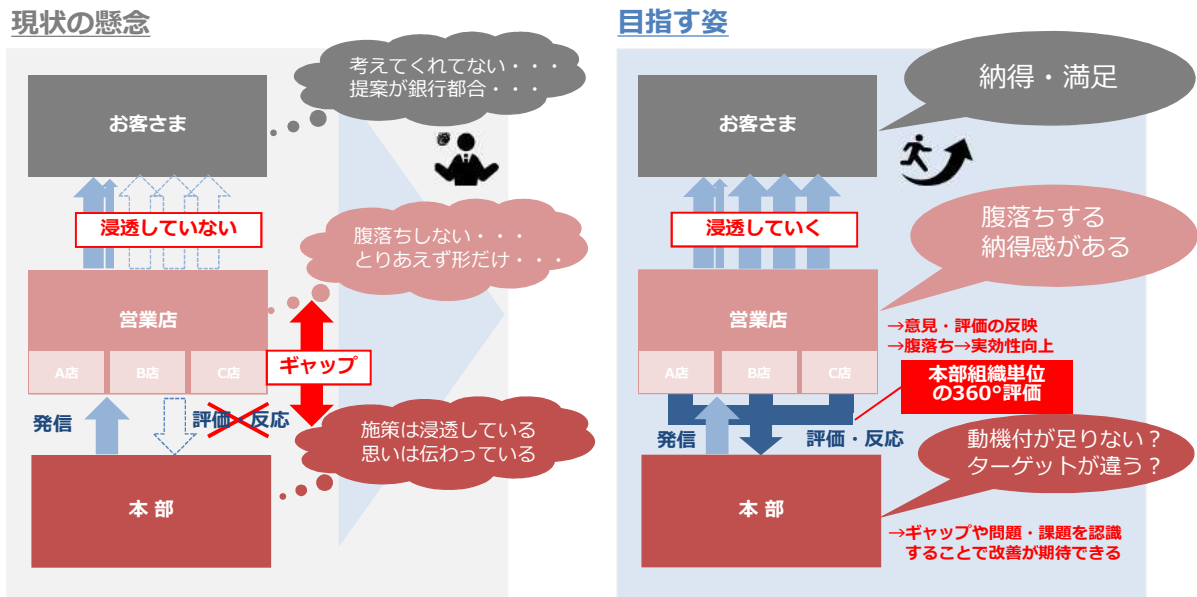 現状の懸念
考えてくれてない・・・
提案が銀行都合・・・
お客さま
浸透していない
腹落ちしない・・・
とりあえず形だけ・・・
営業店
A店
B店
C店
ギャップ
発信
評価・反応
施策は浸透している
思いは伝わっている
本 部
目指す姿
納得・満足
お客さま
浸透していく
腹落ちする
納得感がある
営業店
→意見・評価の反映
→腹落ち→実効性向上
A店
B店
C店
本部組織単位
の360°評価
発信
評価・反応
動機付が足りない？
ターゲットが違う？
本 部
→ギャップや問題・課題を認識
することで改善が期待できる